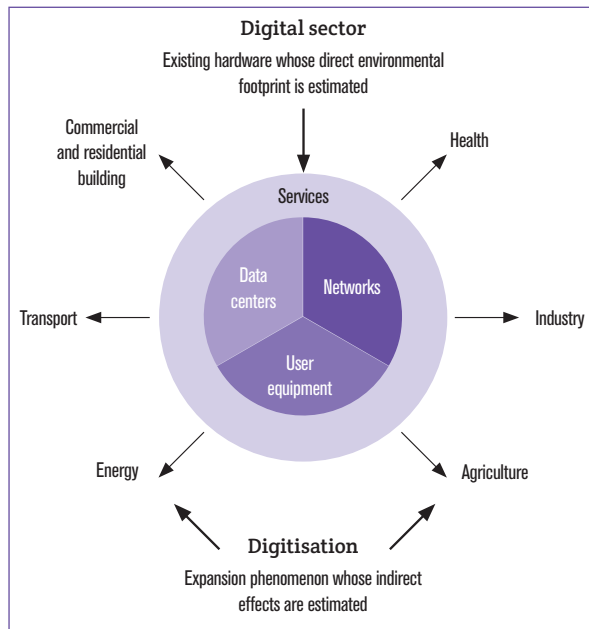 Digital sector
Existing hardware whose direct environmental
footprint is estimated
Commercial
and residential
building
Health
Services
Data
centers
Networks
Transport
Industry
User
equipment
Energy
Agriculture
Digitisation
Expansion phenomenon whose indirect
effects are estimated